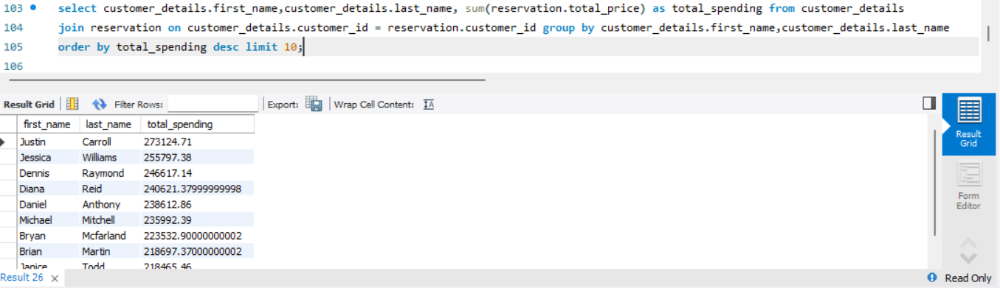 103 select customer_details.first_name,customer_details.last_name, sum(reservation.total_price) as total_spending from customer_details
104 join reservation on customer_details.customer_id = reservation.customer_id group by customer_details.first_name,customer_details.last_name
105 order by total_spending desc limit 10;
106
Result Grid Filter Rows: Export: Wrap Cell Content:
first_name last_name total_spending
Justin Carroll 273124.71
Jessica Williams 255797.38
Dennis Raymond 246617.14
Diana Reid 240621.37999999998
Daniel Anthony 238612.86
Michael Mitchell 235992.39
Bryan Mcfarland 223532.90000000002
Brian Martin 218697.37000000002
Janice Todd 218465.46
Result
Grid
Form
Editor
Result 26
Read Only